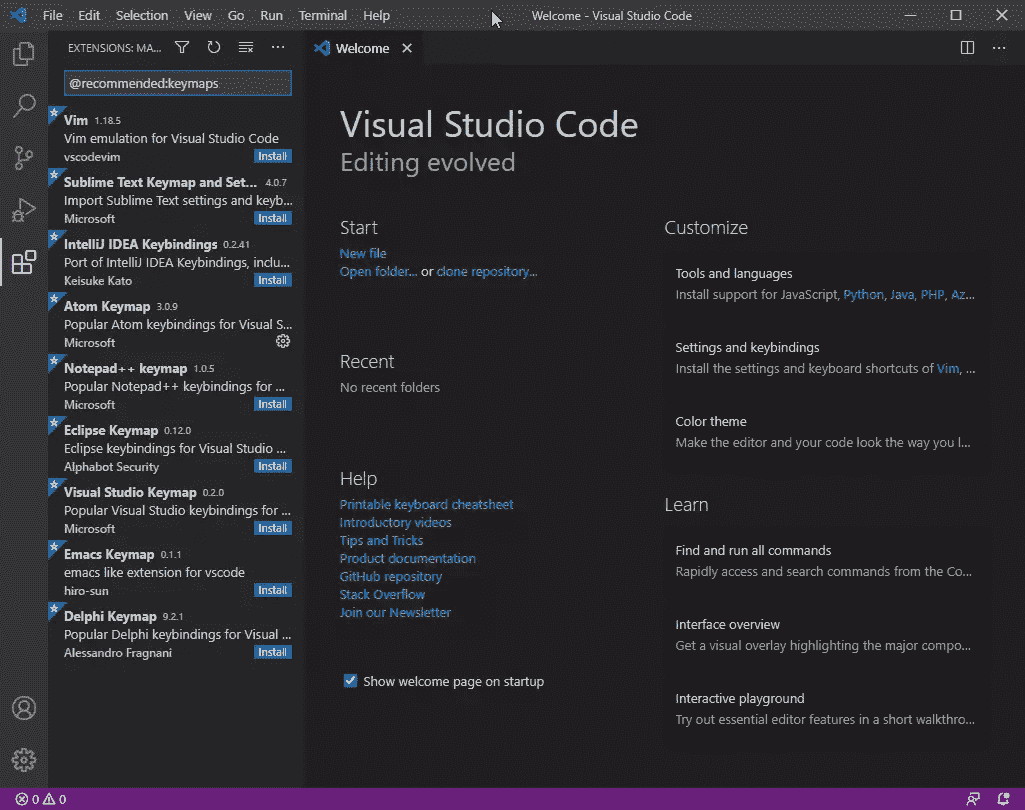 File Edit Selection View Go Run Terminal Help
Welcome - Visual Studio Code
EXTENSIONS: MA...
@recommended:keymaps
Vim 1.18.5
Vim emulation for Visual Studio Code
vscodevim
Install
Sublime Text Keymap and Set... 4.0.7
Import Sublime Text settings and keyb...
Microsoft
Install
IntelliJ IDEA Keybindings 0.2.41
Port of IntelliJ IDEA Keybindings, inclu...
Keisuke Kato
Install
Atom Keymap 3.0.9
Popular Atom keybindings for Visual S...
Microsoft
Notepad++ keymap 1.0.5
Popular Notepad++ keybindings for ...
Microsoft
Install
Eclipse Keymap 0.12.0
Eclipse keybindings for Visual Studio ...
Alphabot Security
Install
Visual Studio Keymap 0.2.0
Popular Visual Studio keybindings for ...
Microsoft
Install
Emacs Keymap 0.1.1
emacs like extension for vscode
hiro-sun
Install
Delphi Keymap 9.2.1
Popular Delphi keybindings for Visual ...
Alessandro Fragnani
Install
Welcome
Visual Studio Code
Editing evolved
Start
New file
Open folder... or clone repository...
Recent
No recent folders
Help
Printable keyboard cheatsheet
Introductory videos
Tips and Tricks
Product documentation
GitHub repository
Stack Overflow
Join our Newsletter
Show welcome page on startup
Customize
Tools and languages
Install support for JavaScript, Python, Java, PHP, Az...
Settings and keybindings
Install the settings and keyboard shortcuts of Vim, ...
Color theme
Make the editor and your code look the way you l...
Learn
Find and run all commands
Rapidly access and search commands from the Co...
Interface overview
Get a visual overlay highlighting the major compo...
Interactive playground
Try out essential editor features in a short walkthro...
0 0